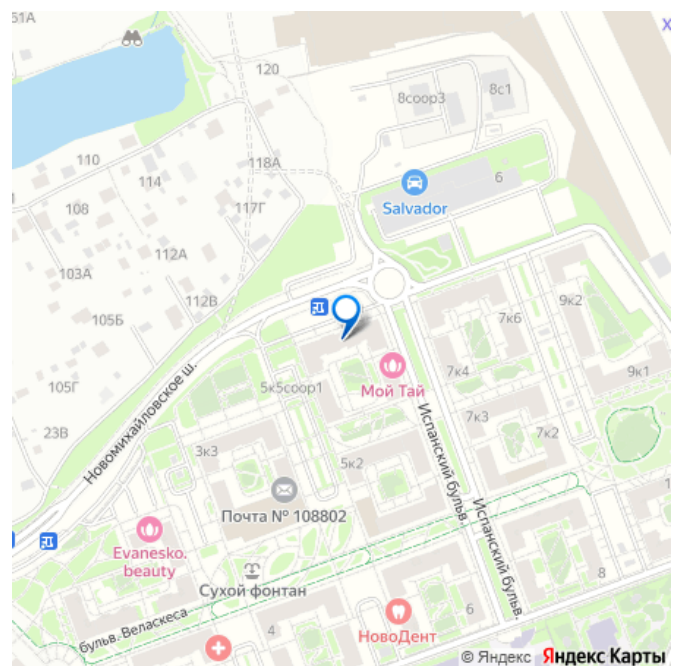 51А
120
8соор3
8с1
X
110
114
118А
6
Salvador
108
117Г
112А
103А
112В
105Б
9к2
7к6
105Г
5к5соор1
Мой Тай
7к4
9к1
23В
Новомихайловское ш.
3к3
5к2
Испанский бульв.
7к3
7к2
Почта № 108802
Испанский бульв.
1
Evanesko.
beauty
Сухой фонтан
8
бульв. Веласкеса
4
НовоДент
6
© Яндекс Яндекс Карты